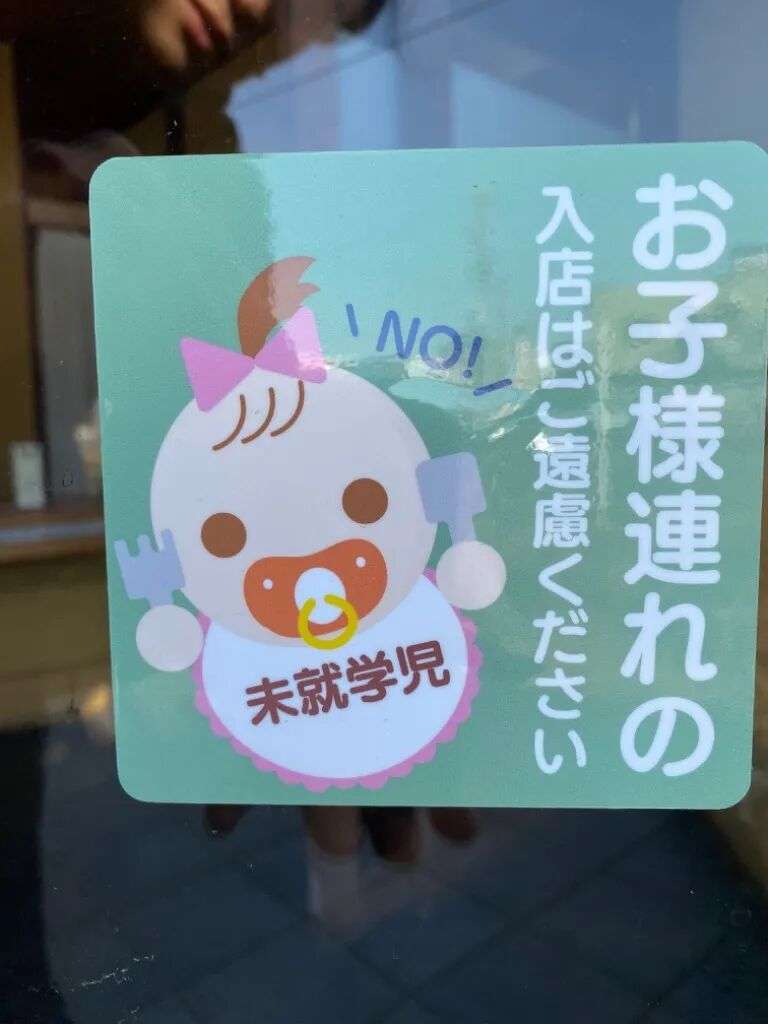 お子様連れの
入店はご遠慮ください
NO!
未就学児